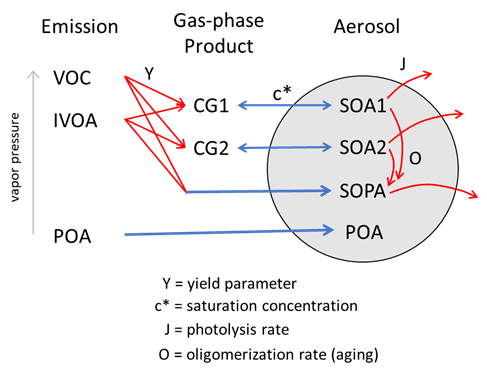 Emission
Gas-phase
Product
Aerosol
VOC
Y
J
CG1
c*
SOA1
IVOA
CG2
SOA2
O
SOPA
POA
POA
vapor pressure
Y = yield parameter
c* = saturation concentration
J = photolysis rate
O = oligomerization rate (aging)